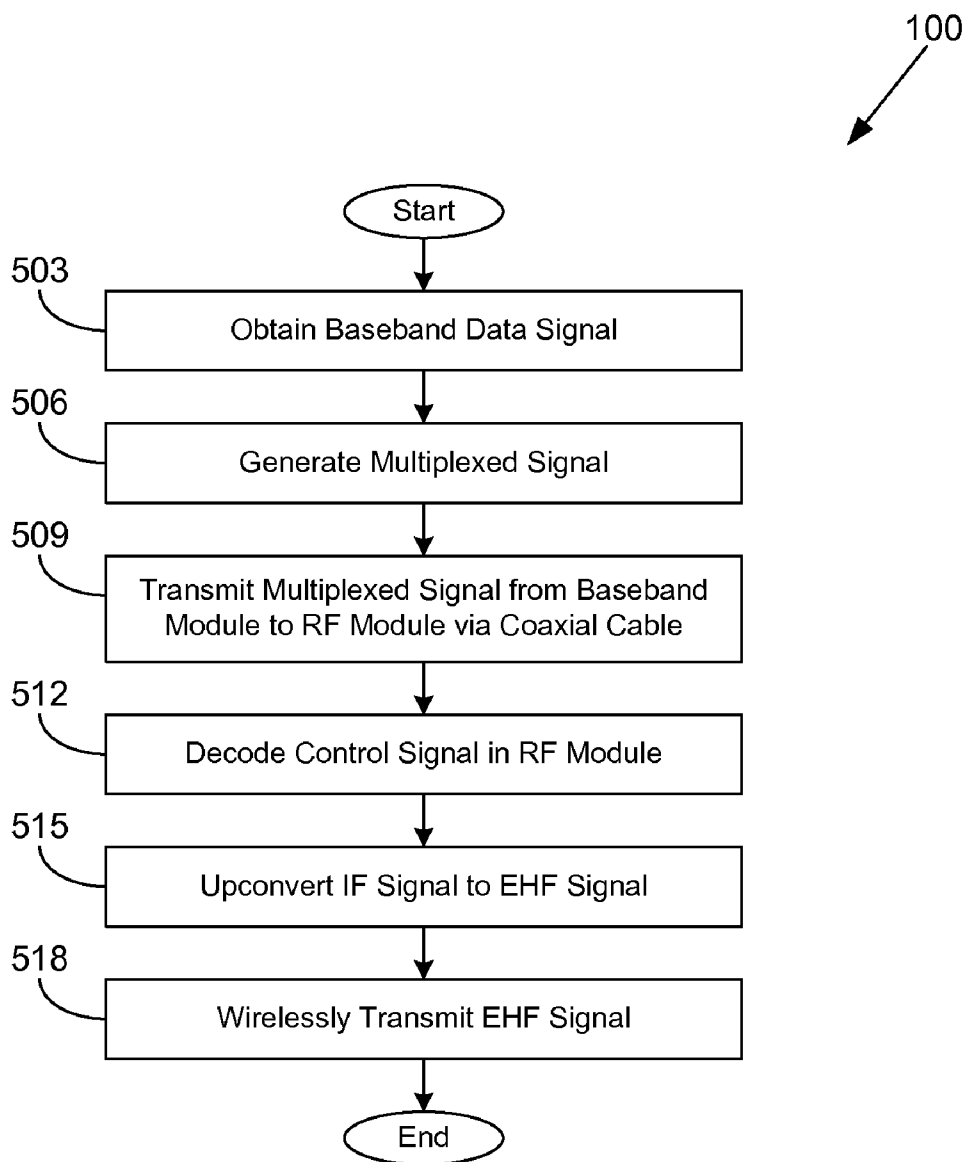 100
Start
503
Obtain Baseband Data Signal
506
Generate Multiplexed Signal
509
Transmit Multiplexed Signal from Baseband
Module to RF Module via Coaxial Cable
512
Decode Control Signal in RF Module
515
Upconvert IF Signal to EHF Signal
518
Wirelessly Transmit EHF Signal
End